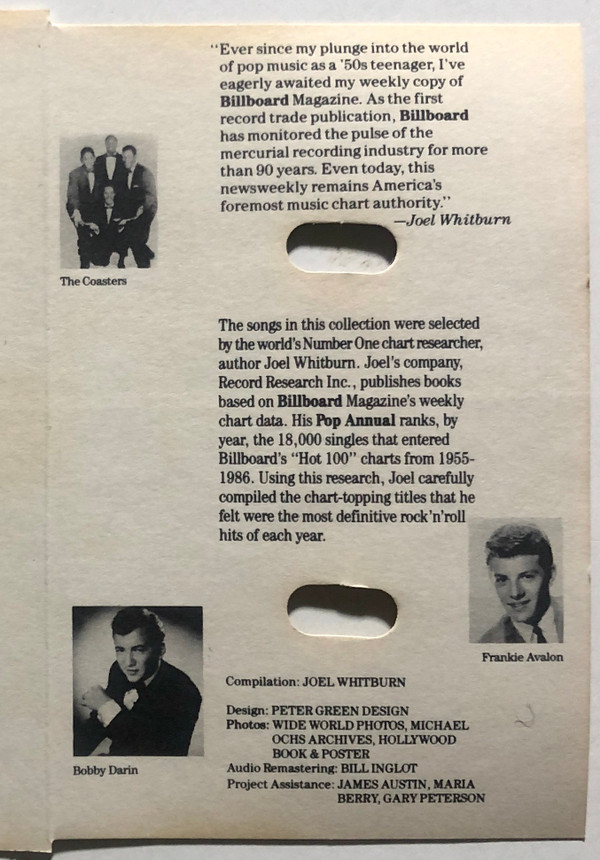 “Ever since my plunge into the world
of pop music as a '50s teenager, I've
eagerly awaited my weekly copy of
Billboard Magazine. As the first
record trade publication, Billboard
has monitored the pulse of the
mercurial recording industry for more
than 90 years. Even today, this
newsweekly remains America's
foremost music chart authority.”
—Joel Whitburn
The Coasters
The songs in this collection were selected
by the world's Number One chart researcher,
author Joel Whitburn. Joel's company,
Record Research Inc., publishes books
based on Billboard Magazine's weekly
chart data. His Pop Annual ranks, by
year, the 18,000 singles that entered
Billboard's “Hot 100” charts from 1955-
1986. Using this research, Joel carefully
compiled the chart-topping titles that he
felt were the most definitive rock'n'roll
hits of each year.
Frankie Avalon
Bobby Darin
Compilation: JOEL WHITBURN
Design: PETER GREEN DESIGN
Photos: WIDE WORLD PHOTOS, MICHAEL
OCHS ARCHIVES, HOLLYWOOD
BOOK & POSTER
Audio Remastering: BILL INGLOT
Project Assistance: JAMES AUSTIN, MARIA
BERRY, GARY PETERSON